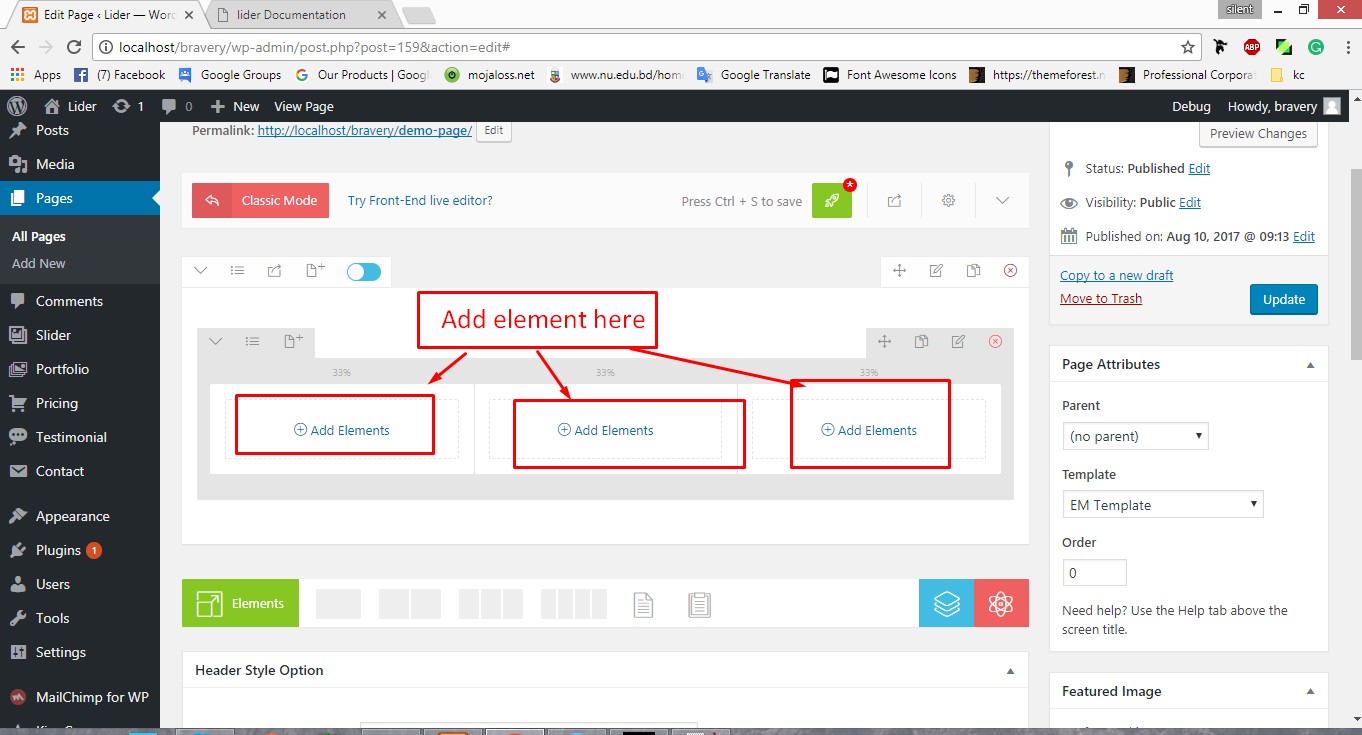 Edit Page ‹ Lider — Word
lider Documentation
silent
localhost/bravery/wp-admin/post.php?post=159&action=edit#
ABP
Apps
(7) Facebook
Google Groups
Our Products | Googl
mojaloss.net
www.nu.edu.bd/hom
Google Translate
Font Awesome Icons
https://themeforest.n
Professional Corpora
kc
Lider
1
0
New
View Page
Debug
Howdy, bravery
Posts
Media
Pages
All Pages
Add New
Comments
Slider
Portfolio
Pricing
Testimonial
Contact
Appearance
Plugins 1
Users
Tools
Settings
MailChimp for WP
Permalink: http://localhost/bravery/demo-page/ Edit
Classic Mode
Try Front-End live editor?
Press Ctrl + S to save
Add element here
33%
33%
33%
Add Elements
Add Elements
Add Elements
Elements
Header Style Option
Preview Changes
Status: Published Edit
Visibility: Public Edit
Published on: Aug 10, 2017 @ 09:13 Edit
Copy to a new draft
Move to Trash
Update
Page Attributes
Parent
(no parent)
Template
EM Template
Order
0
Need help? Use the Help tab above the
screen title.
Featured Image